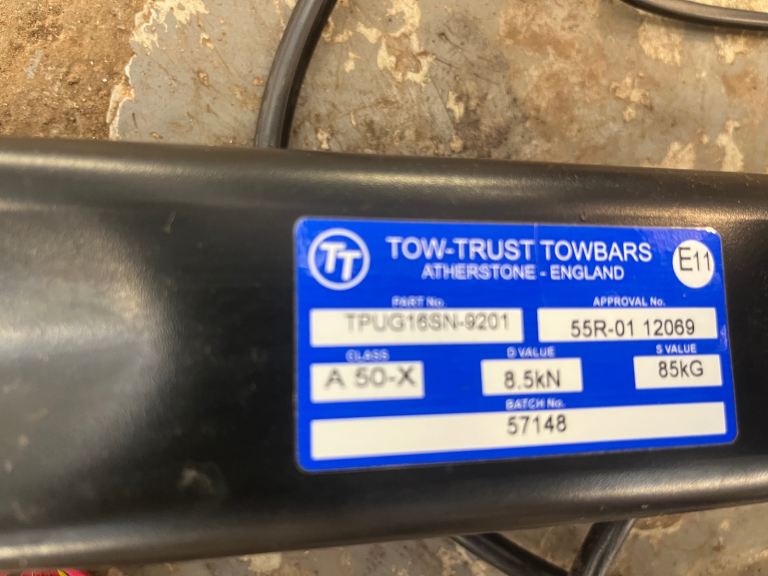 TT
TOW-TRUST TOWBARS
ATHERSTONE - ENGLAND
E11
PART No.
APPROVAL No.
TPUG16SN-9201
55R-01 12069
CLASS
D VALUE
S VALUE
A 50-X
8.5kN
85kG
BATCH No.
57148